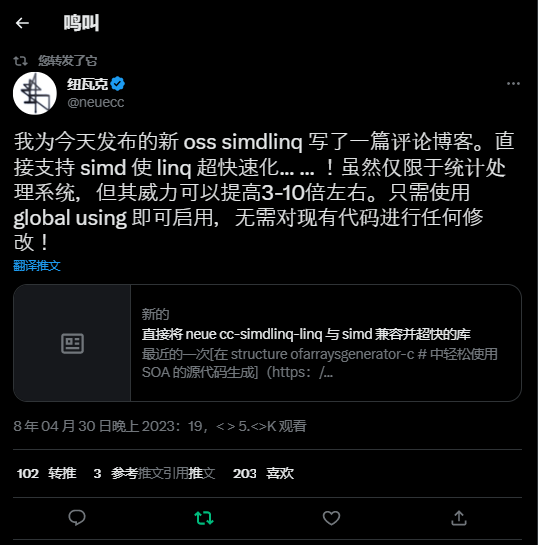 鸣叫
您转发了它
纽瓦克
@neuecc
我为今天发布的新 oss simdlinq 写了一篇评论博客。直
接支持 simd 使 linq 超快速化... ... ！虽然仅限于统计处
理系统，但其威力可以提高3-10倍左右。只需使用
global using 即可启用，无需对现有代码进行任何修
改！
翻译推文
新的
直接将 neue cc-simdlinq-linq 与 simd 兼容并超快的库
最近的一次[在 structure ofarraysgenerator-c # 中轻松使用
SOA 的源代码生成]（https：/...
8 年 04 月 30 日晚上 2023：19，< > 5.<>K 观看
102 转推 3 参考推文引用推文 203 喜欢